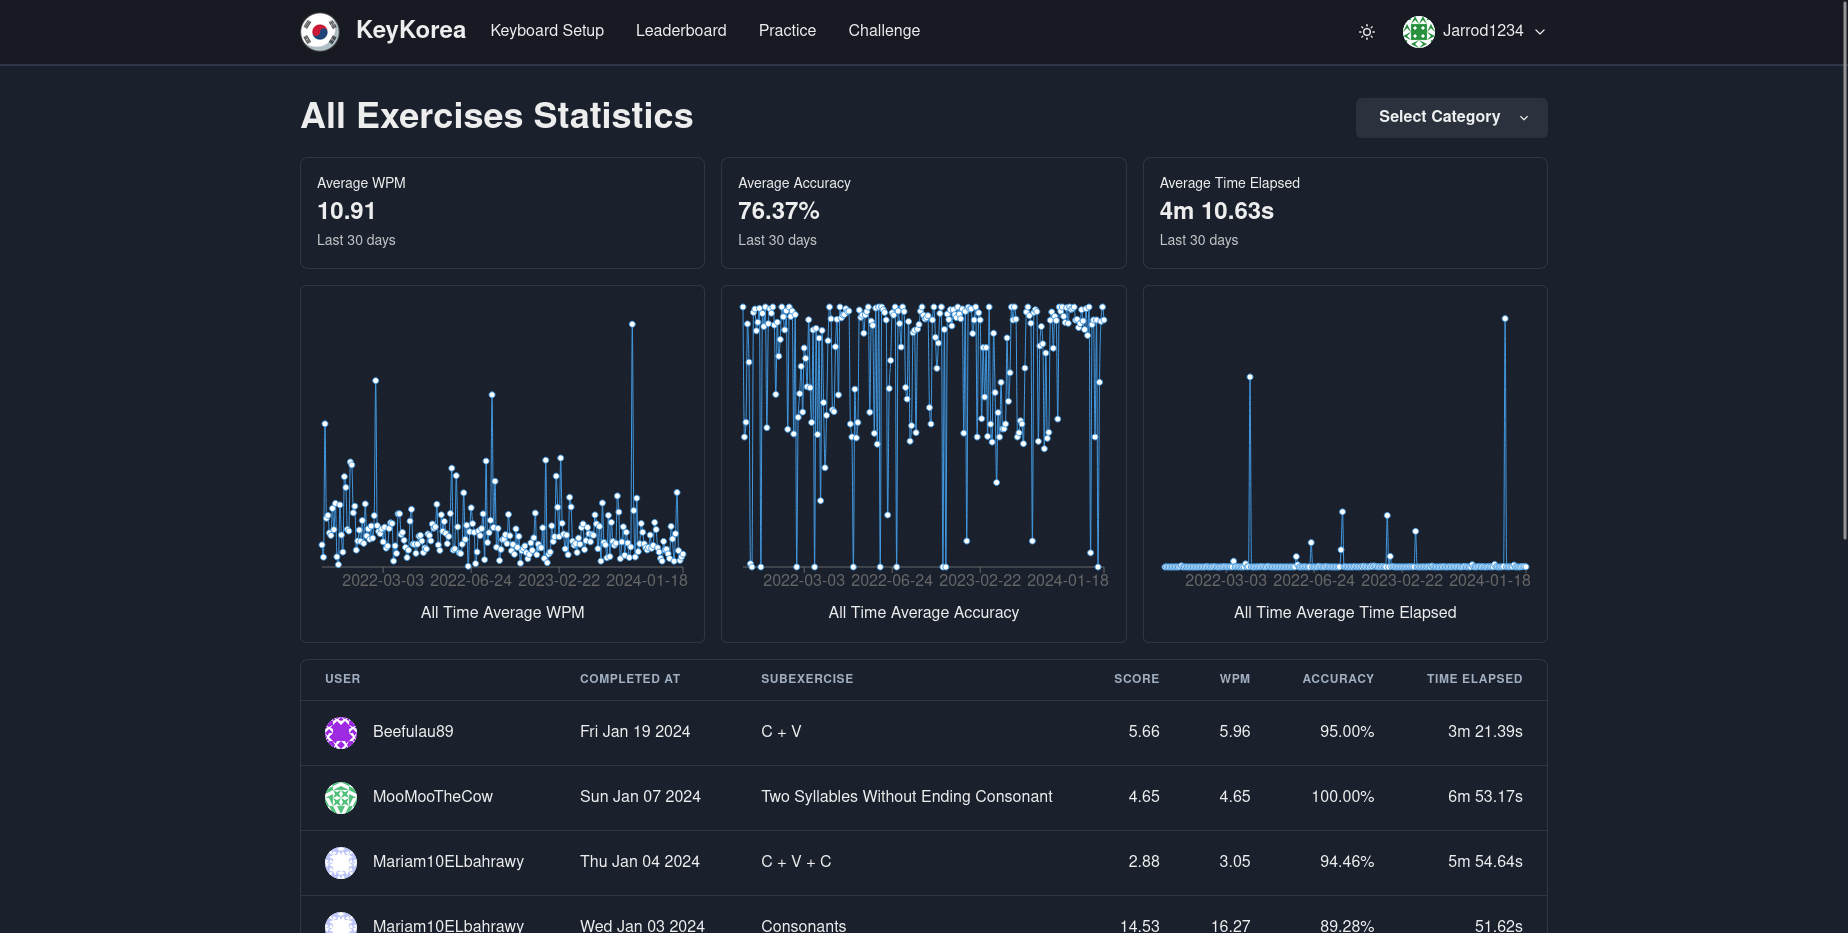 KeyKorea Keyboard Setup Leaderboard Practice Challenge Jarrod1234
All Exercises Statistics
Select Category
Average WPM
10.91
Last 30 days
Average Accuracy
76.37%
Last 30 days
Average Time Elapsed
4m 10.63s
Last 30 days
2022-03-03 2022-06-24 2023-02-22 2024-01-18
All Time Average WPM
2022-03-03 2022-06-24 2023-02-22 2024-01-18
All Time Average Accuracy
2022-03-03 2022-06-24 2023-02-22 2024-01-18
All Time Average Time Elapsed
USER COMPLETED AT SUBEXERCISE SCORE WPM ACCURACY TIME ELAPSED
Beefulau89 Fri Jan 19 2024 C + V 5.66 5.96 95.00% 3m 21.39s
MooMooTheCow Sun Jan 07 2024 Two Syllables Without Ending Consonant 4.65 4.65 100.00% 6m 53.17s
Mariam10ELbahrawy Thu Jan 04 2024 C + V + C 2.88 3.05 94.46% 5m 54.64s
Mariam10ELbahrawy Wed Jan 03 2024 Consonants 14.53 16.27 89.28% 51.62s